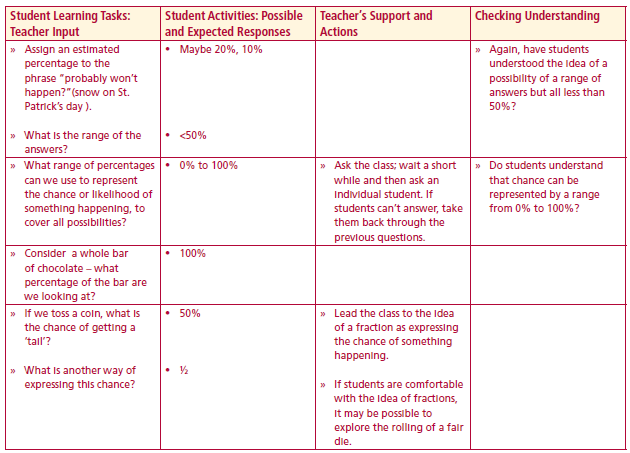 Student Learning Tasks:
Teacher Input
Student Activities: Possible
and Expected Responses
Teacher's Support and
Actions
Checking Understanding
» Assign an estimated
percentage to the
phrase "probably won't
happen?"(snow on St.
Patrick's day ).
» What is the range of the
answers?
• Maybe 20%, 10%
• <50%
» Again, have students
understood the idea of a
possibility of a range of
answers but all less than
50%?
» What range of percentages
can we use to represent
the chance or likelihood of
something happening, to
cover all possibilities?
• 0% to 100%
» Ask the class; wait a short
while and then ask an
individual student. If
students can't answer, take
them back through the
previous questions.
» Do students understand
that chance can be
represented by a range
from 0% to 100%?
» Consider a whole bar
of chocolate – what
percentage of the bar are
we looking at?
• 100%
» If we toss a coin, what is
the chance of getting a
'tail'?
» What is another way of
expressing this chance?
• 50%
• ½
» Lead the class to the idea
of a fraction as expressing
the chance of something
happening.
» If students are comfortable
with the idea of fractions,
it may be possible to
explore the rolling of a fair
die.